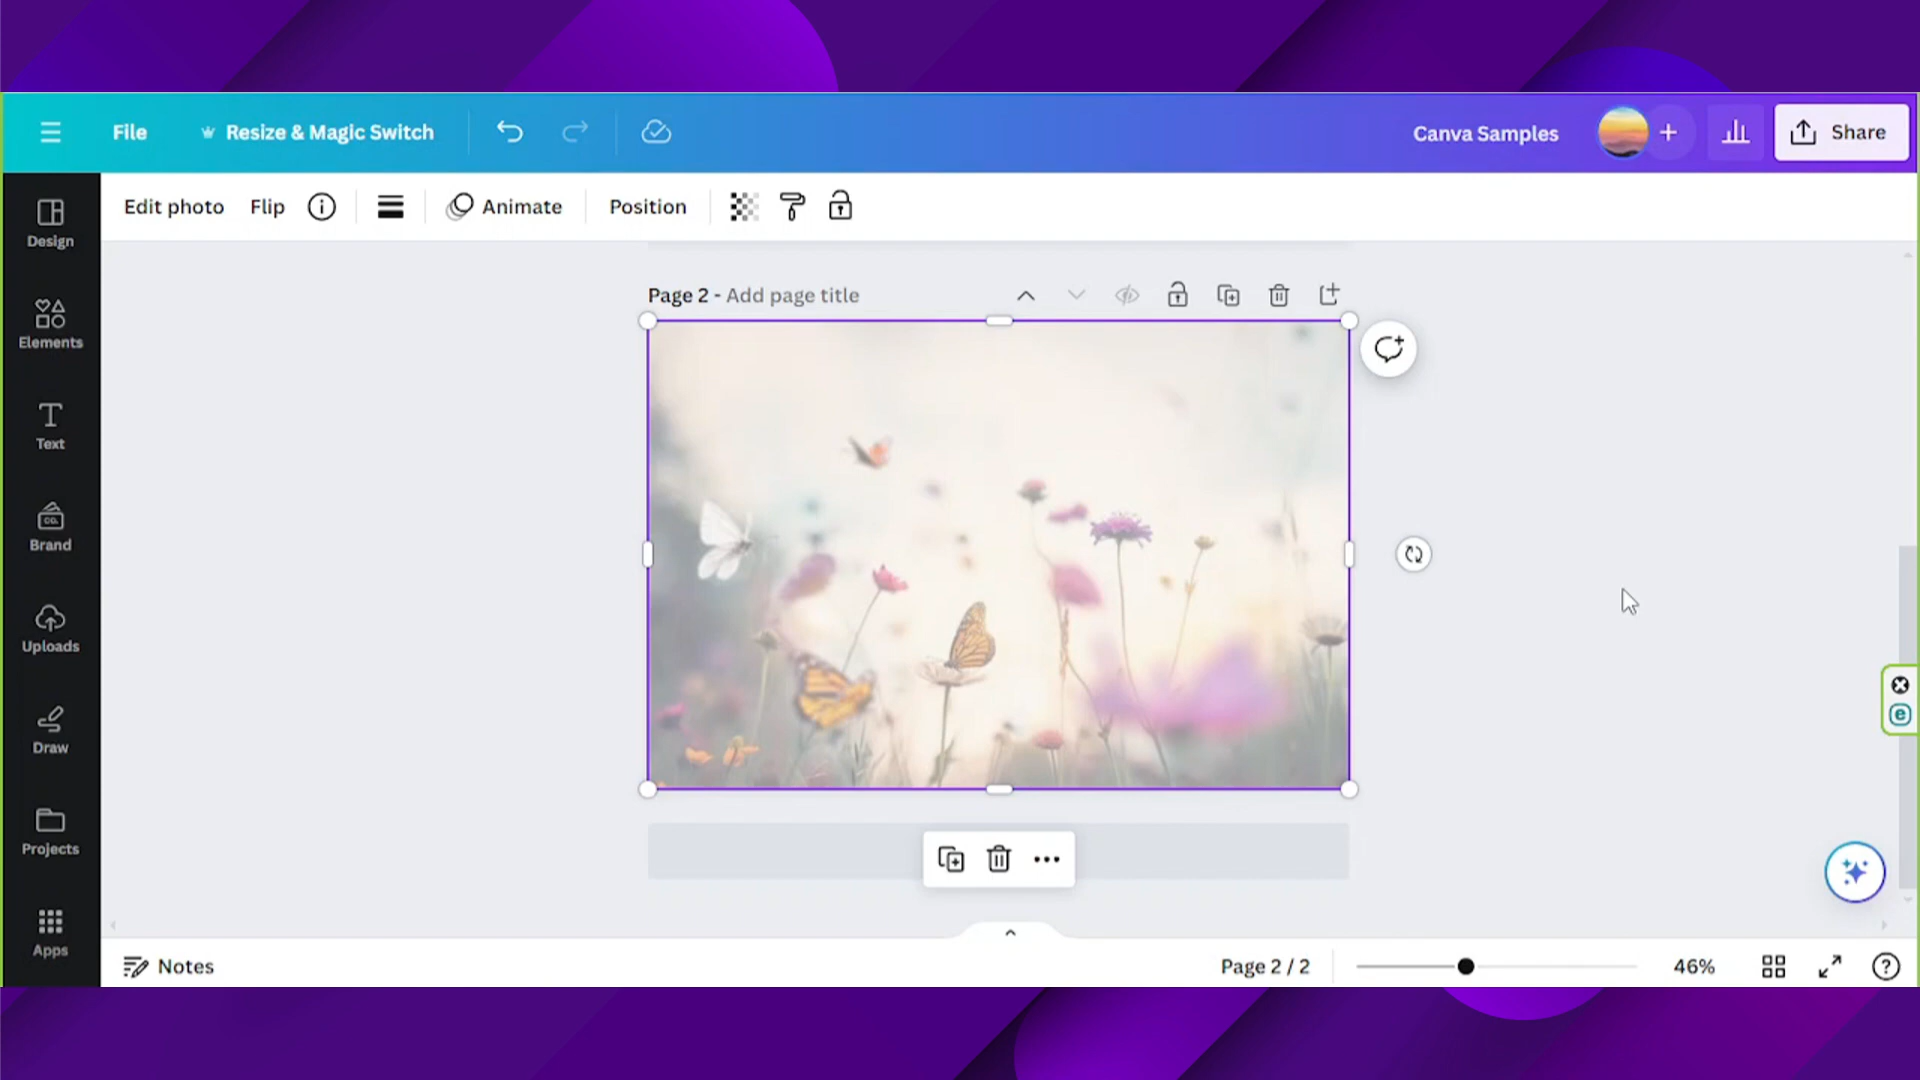 File
Resize & Magic Switch
Canva Samples
Share
Edit photo
Flip
Animate
Position
Design
Elements
Text
CO.
Brand
Uploads
Draw
Projects
Apps
Page 2 - Add page title
Notes
Page 2 / 2
46%